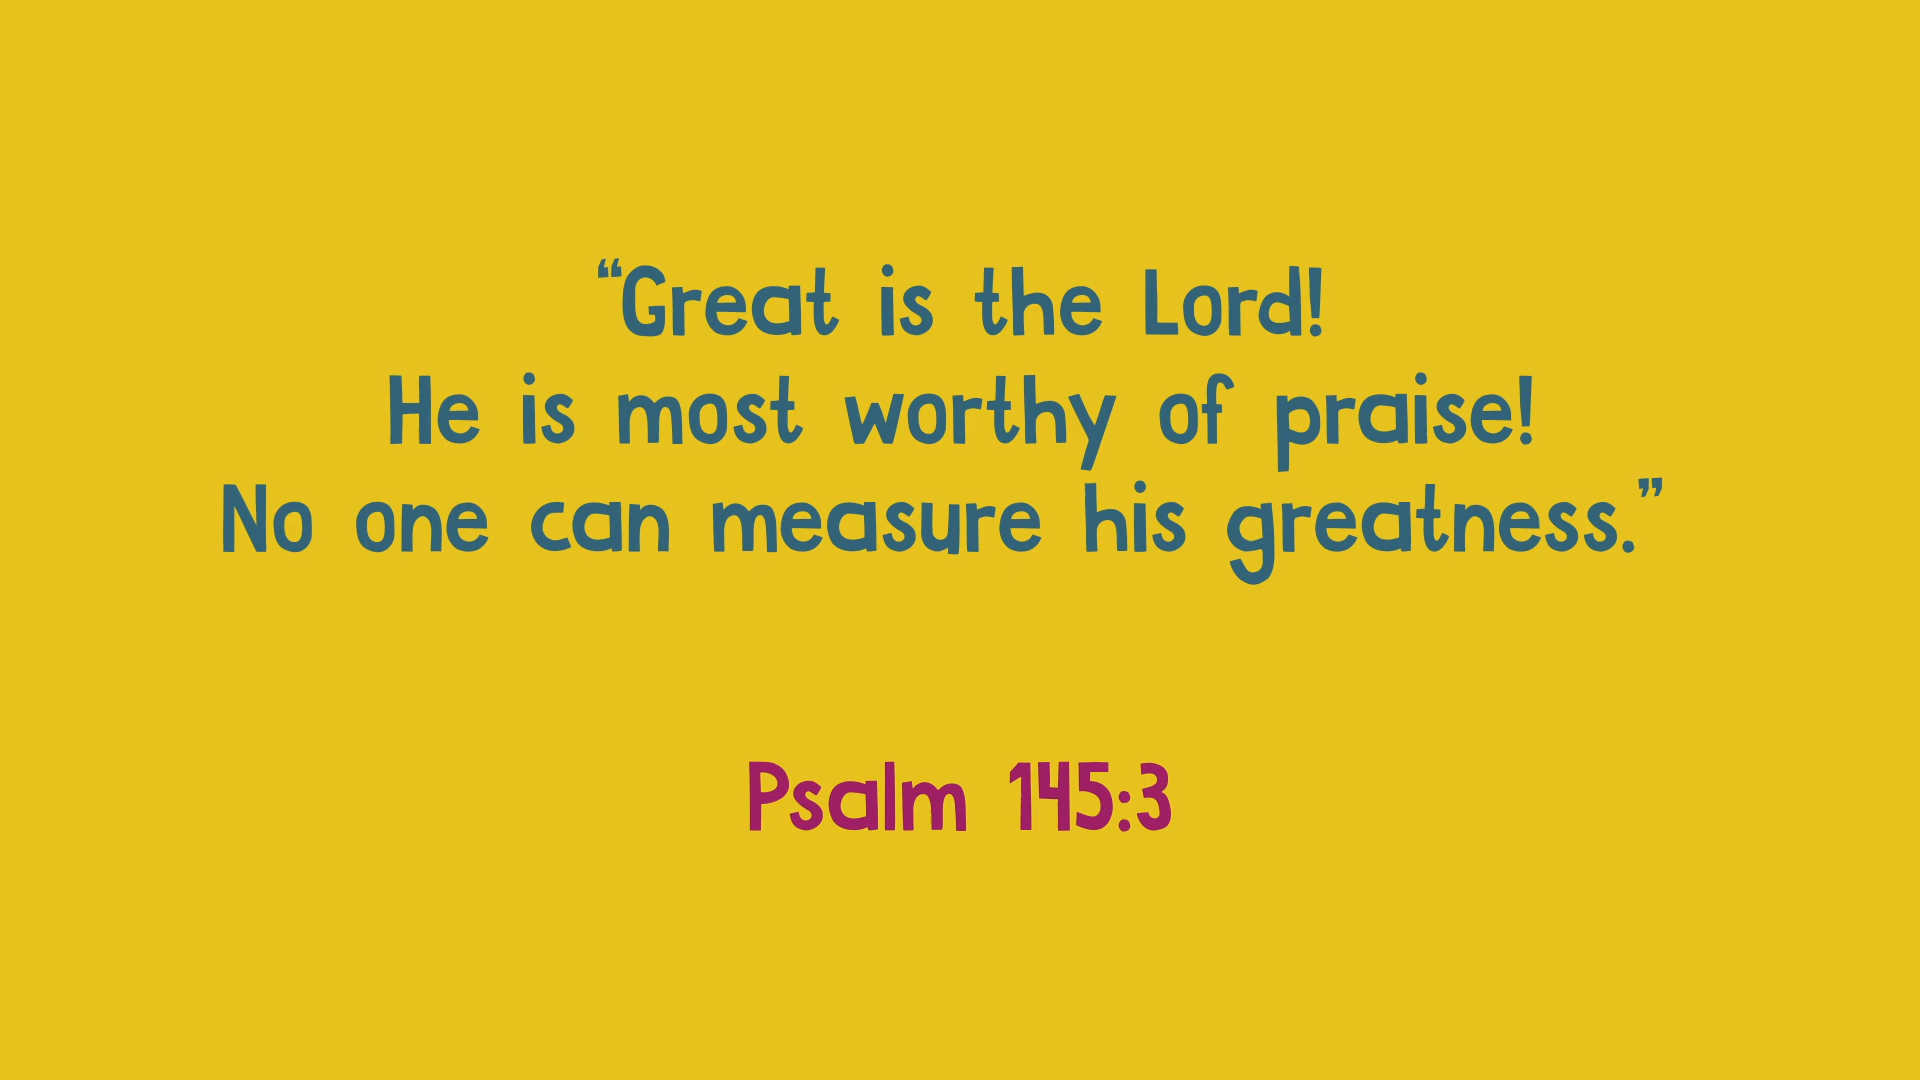 “Great is the Lord!
He is most worthy of praise!
No one can measure his greatness.”
Psalm 145:3